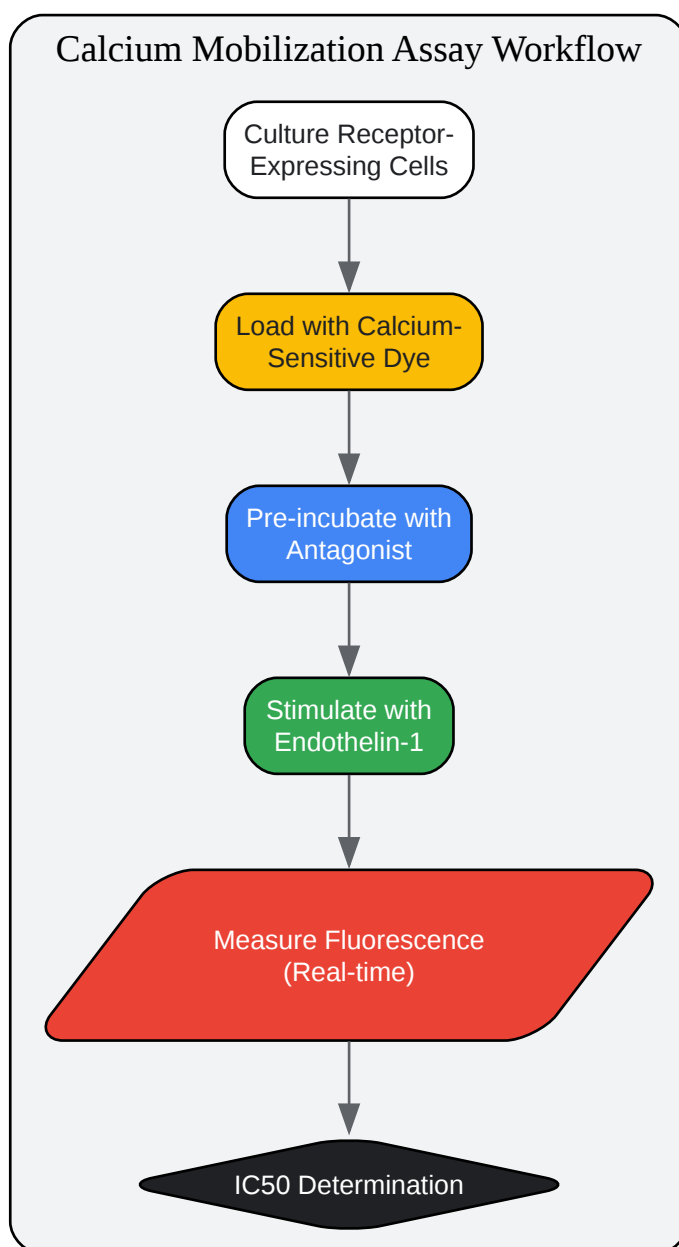 Calcium Mobilization Assay Workflow
Culture Receptor-
Expressing Cells
Load with Calcium-
Sensitive Dye
Pre-incubate with
Antagonist
Stimulate with
Endothelin-1
Measure Fluorescence
(Real-time)
IC50 Determination